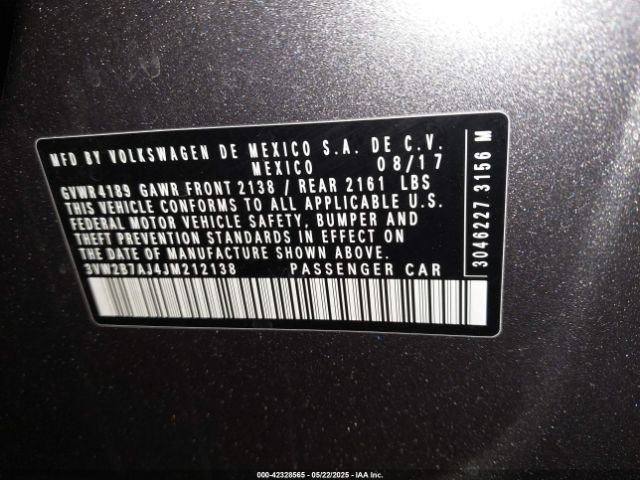 MFD BY VOLKSWAGEN DE MEXICO S.A. DE C.V.
MEXICO 08/17
GVWR4189 GAWR FRONT 2138 / REAR 2161 LBS
THIS VEHICLE CONFORMS TO ALL APPLICABLE U.S.
FEDERAL MOTOR VEHICLE SAFETY, BUMPER AND
THEFT PREVENTION STANDARDS IN EFFECT ON
THE DATE OF MANUFACTURE SHOWN ABOVE.
3VW2B7AJ4JM212138 PASSENGER CAR
3046227 3156 M
000-42328565 - 05/22/2025 - IAA Inc.